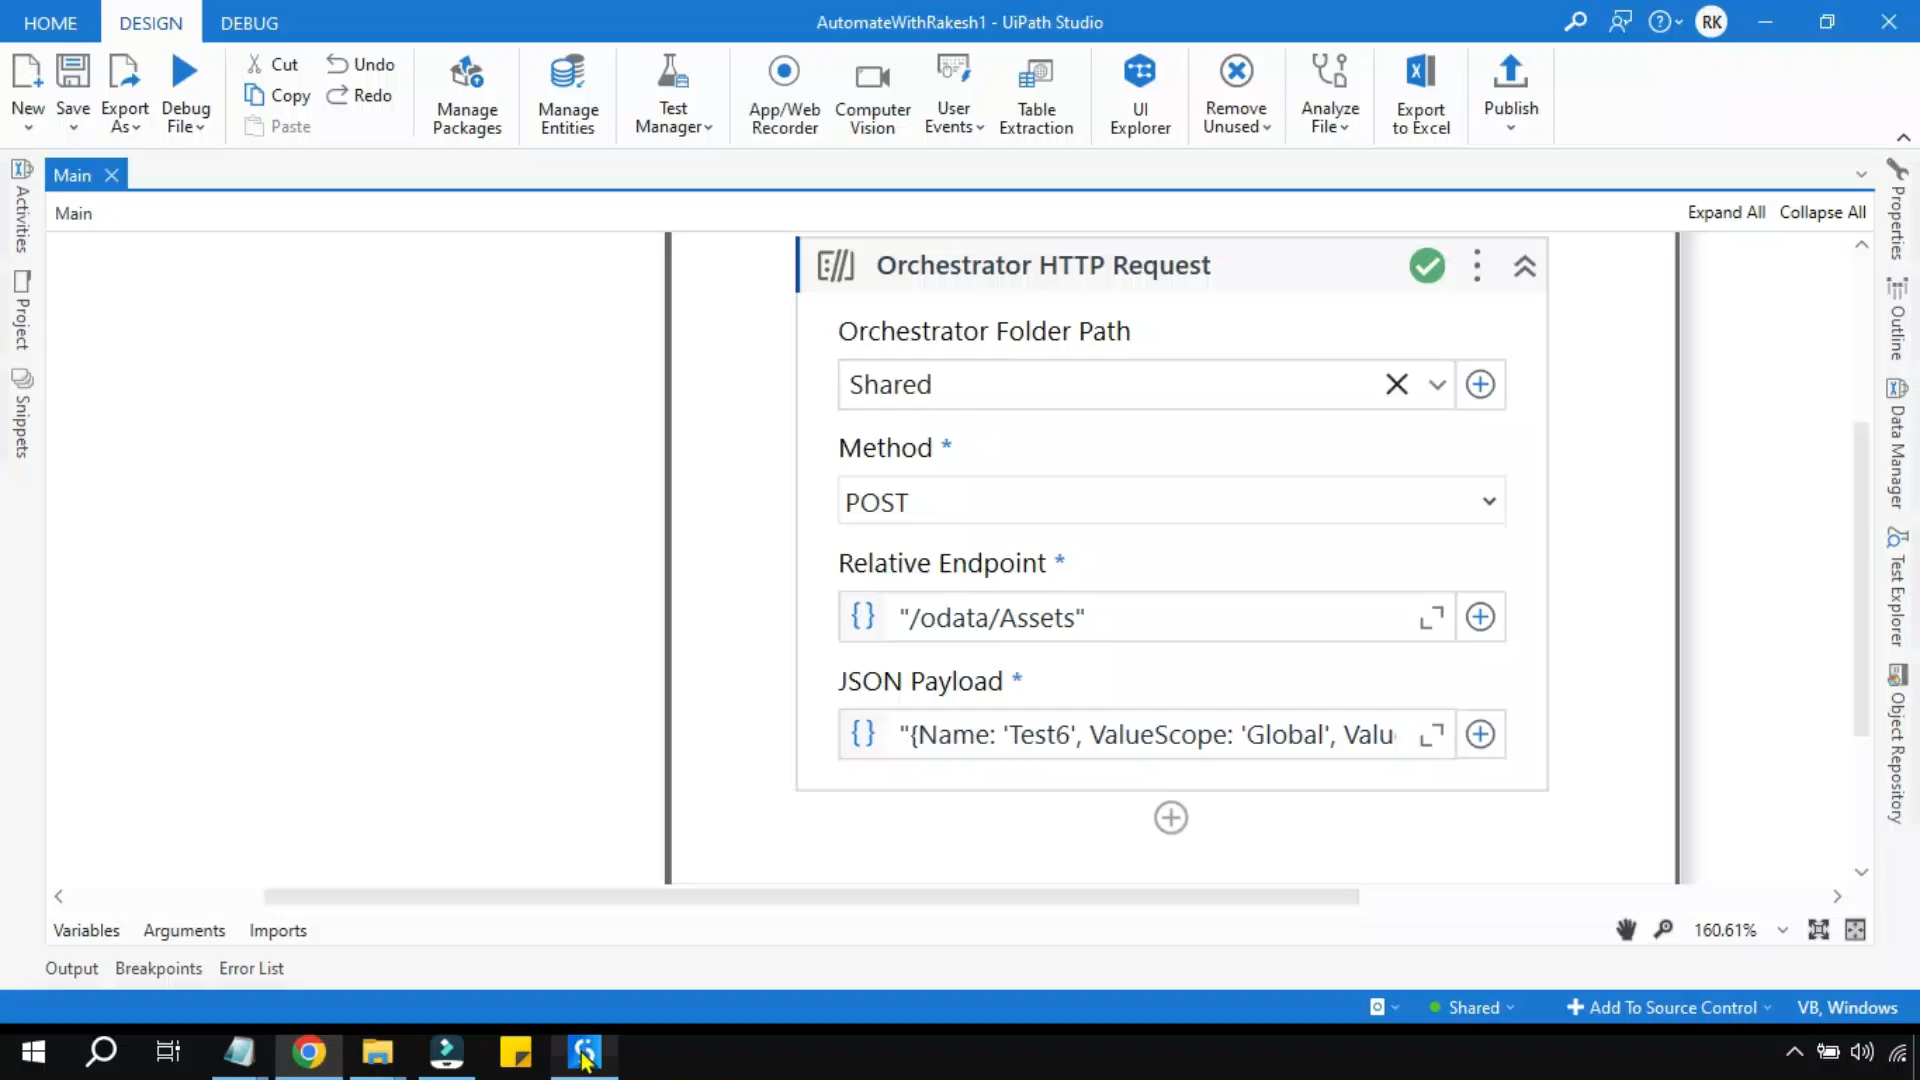 HOME DESIGN DEBUG AutomateWithRakesh1 - UiPath Studio RK
New Save Export As Debug File Cut Copy Paste Undo Redo Manage Packages Manage Entities Test Manager App/Web Recorder Computer Vision User Events Table Extraction UI Explorer Remove Unused Analyze File Export to Excel Publish
Main
Main Expand All Collapse All
Activities
Project
Snippets
Orchestrator HTTP Request
Orchestrator Folder Path
Shared
Method *
POST
Relative Endpoint *
"/odata/Assets"
JSON Payload *
"{Name: 'Test6', ValueScope: 'Global', Valu
Properties
Outline
Data Manager
Test Explorer
Object Repository
Variables Arguments Imports 160.61%
Output Breakpoints Error List
Shared Add To Source Control VB, Windows